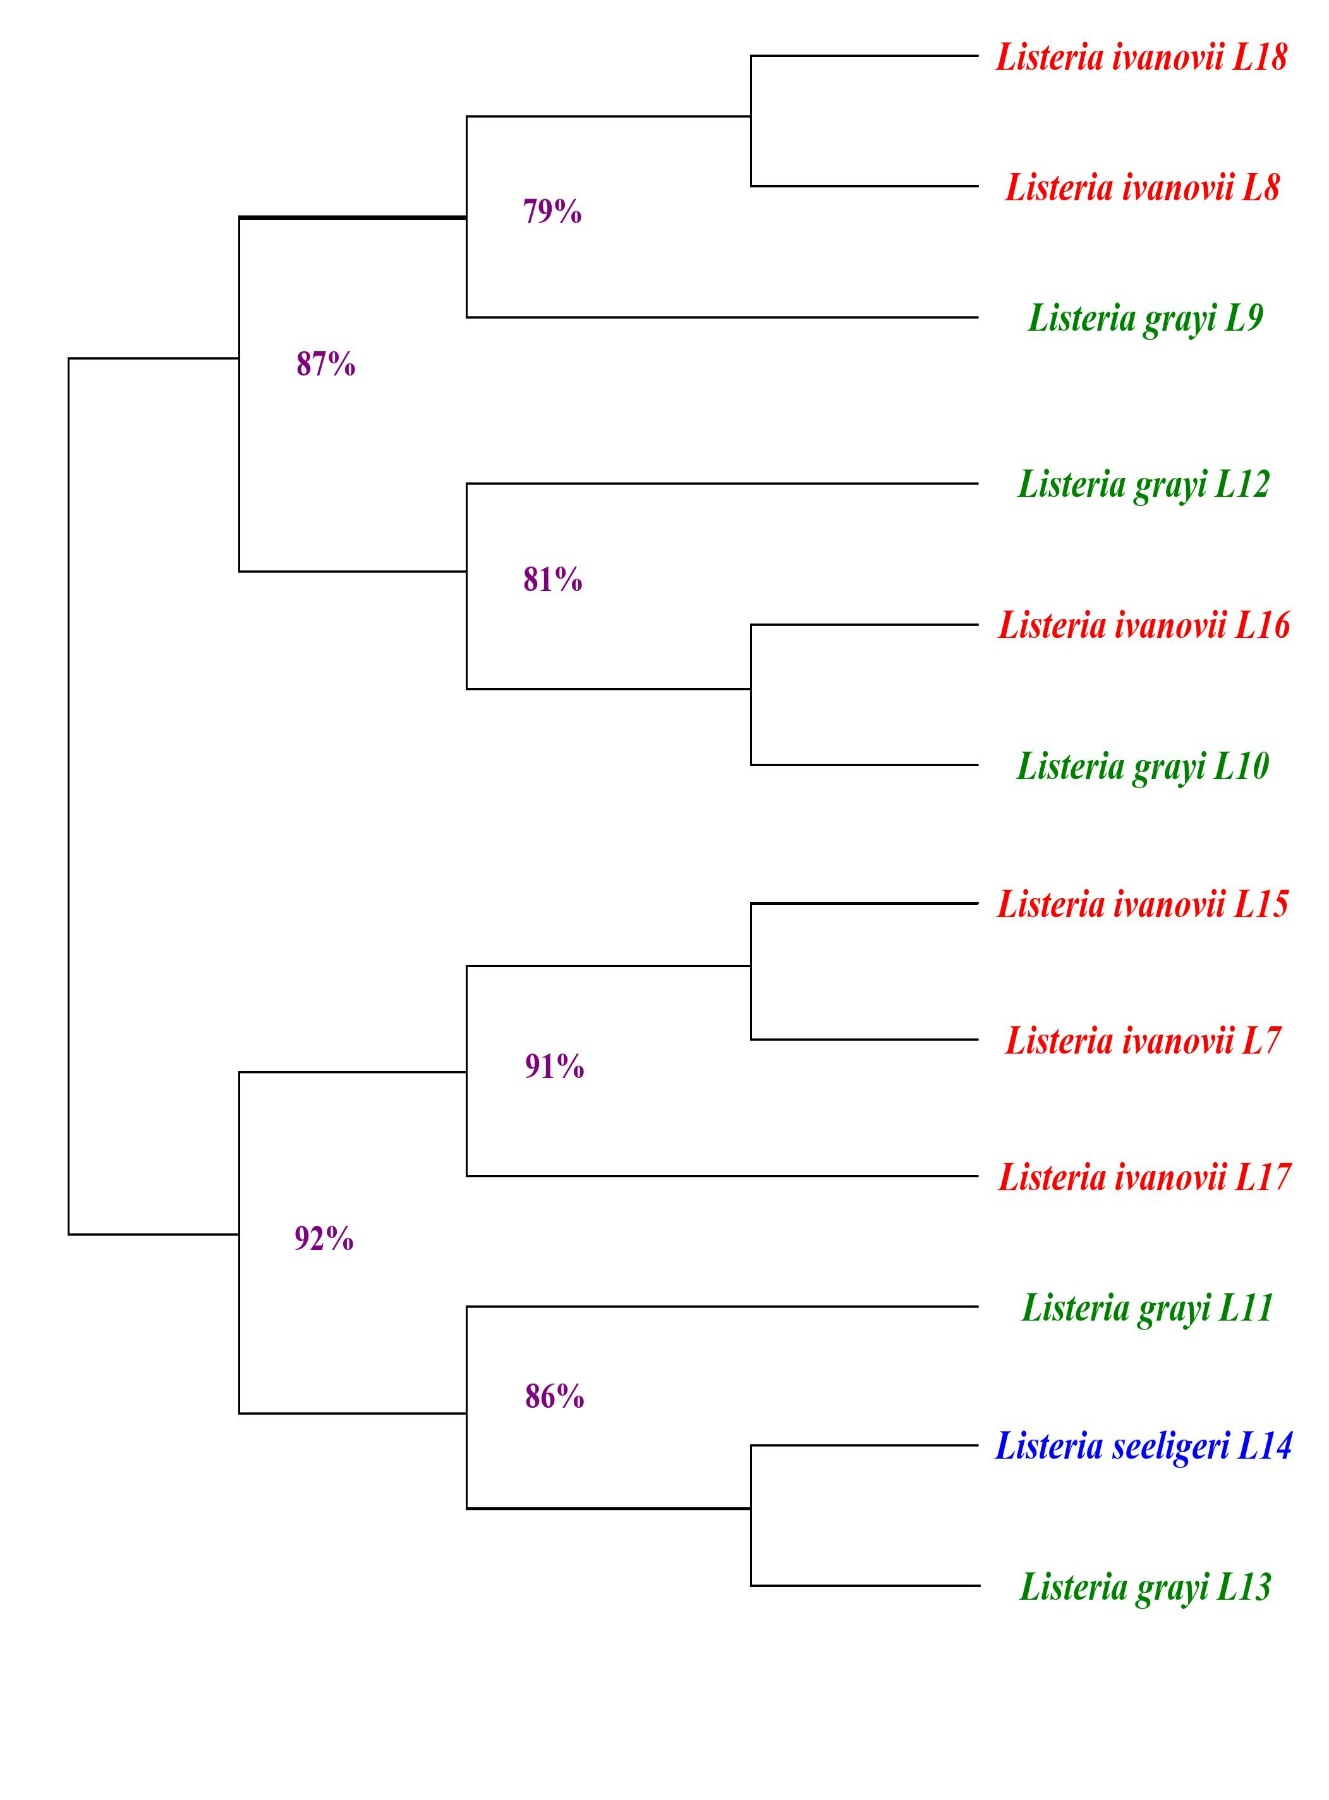 Listeria ivanovii L18
Listeria ivanovii L8
79%
Listeria grayi L9
87%
Listeria grayi L12
81%
Listeria ivanovii L16
Listeria grayi L10
Listeria ivanovii L15
Listeria ivanovii L7
91%
Listeria ivanovii L17
92%
Listeria grayi L11
86%
Listeria seeligeri L14
Listeria grayi L13